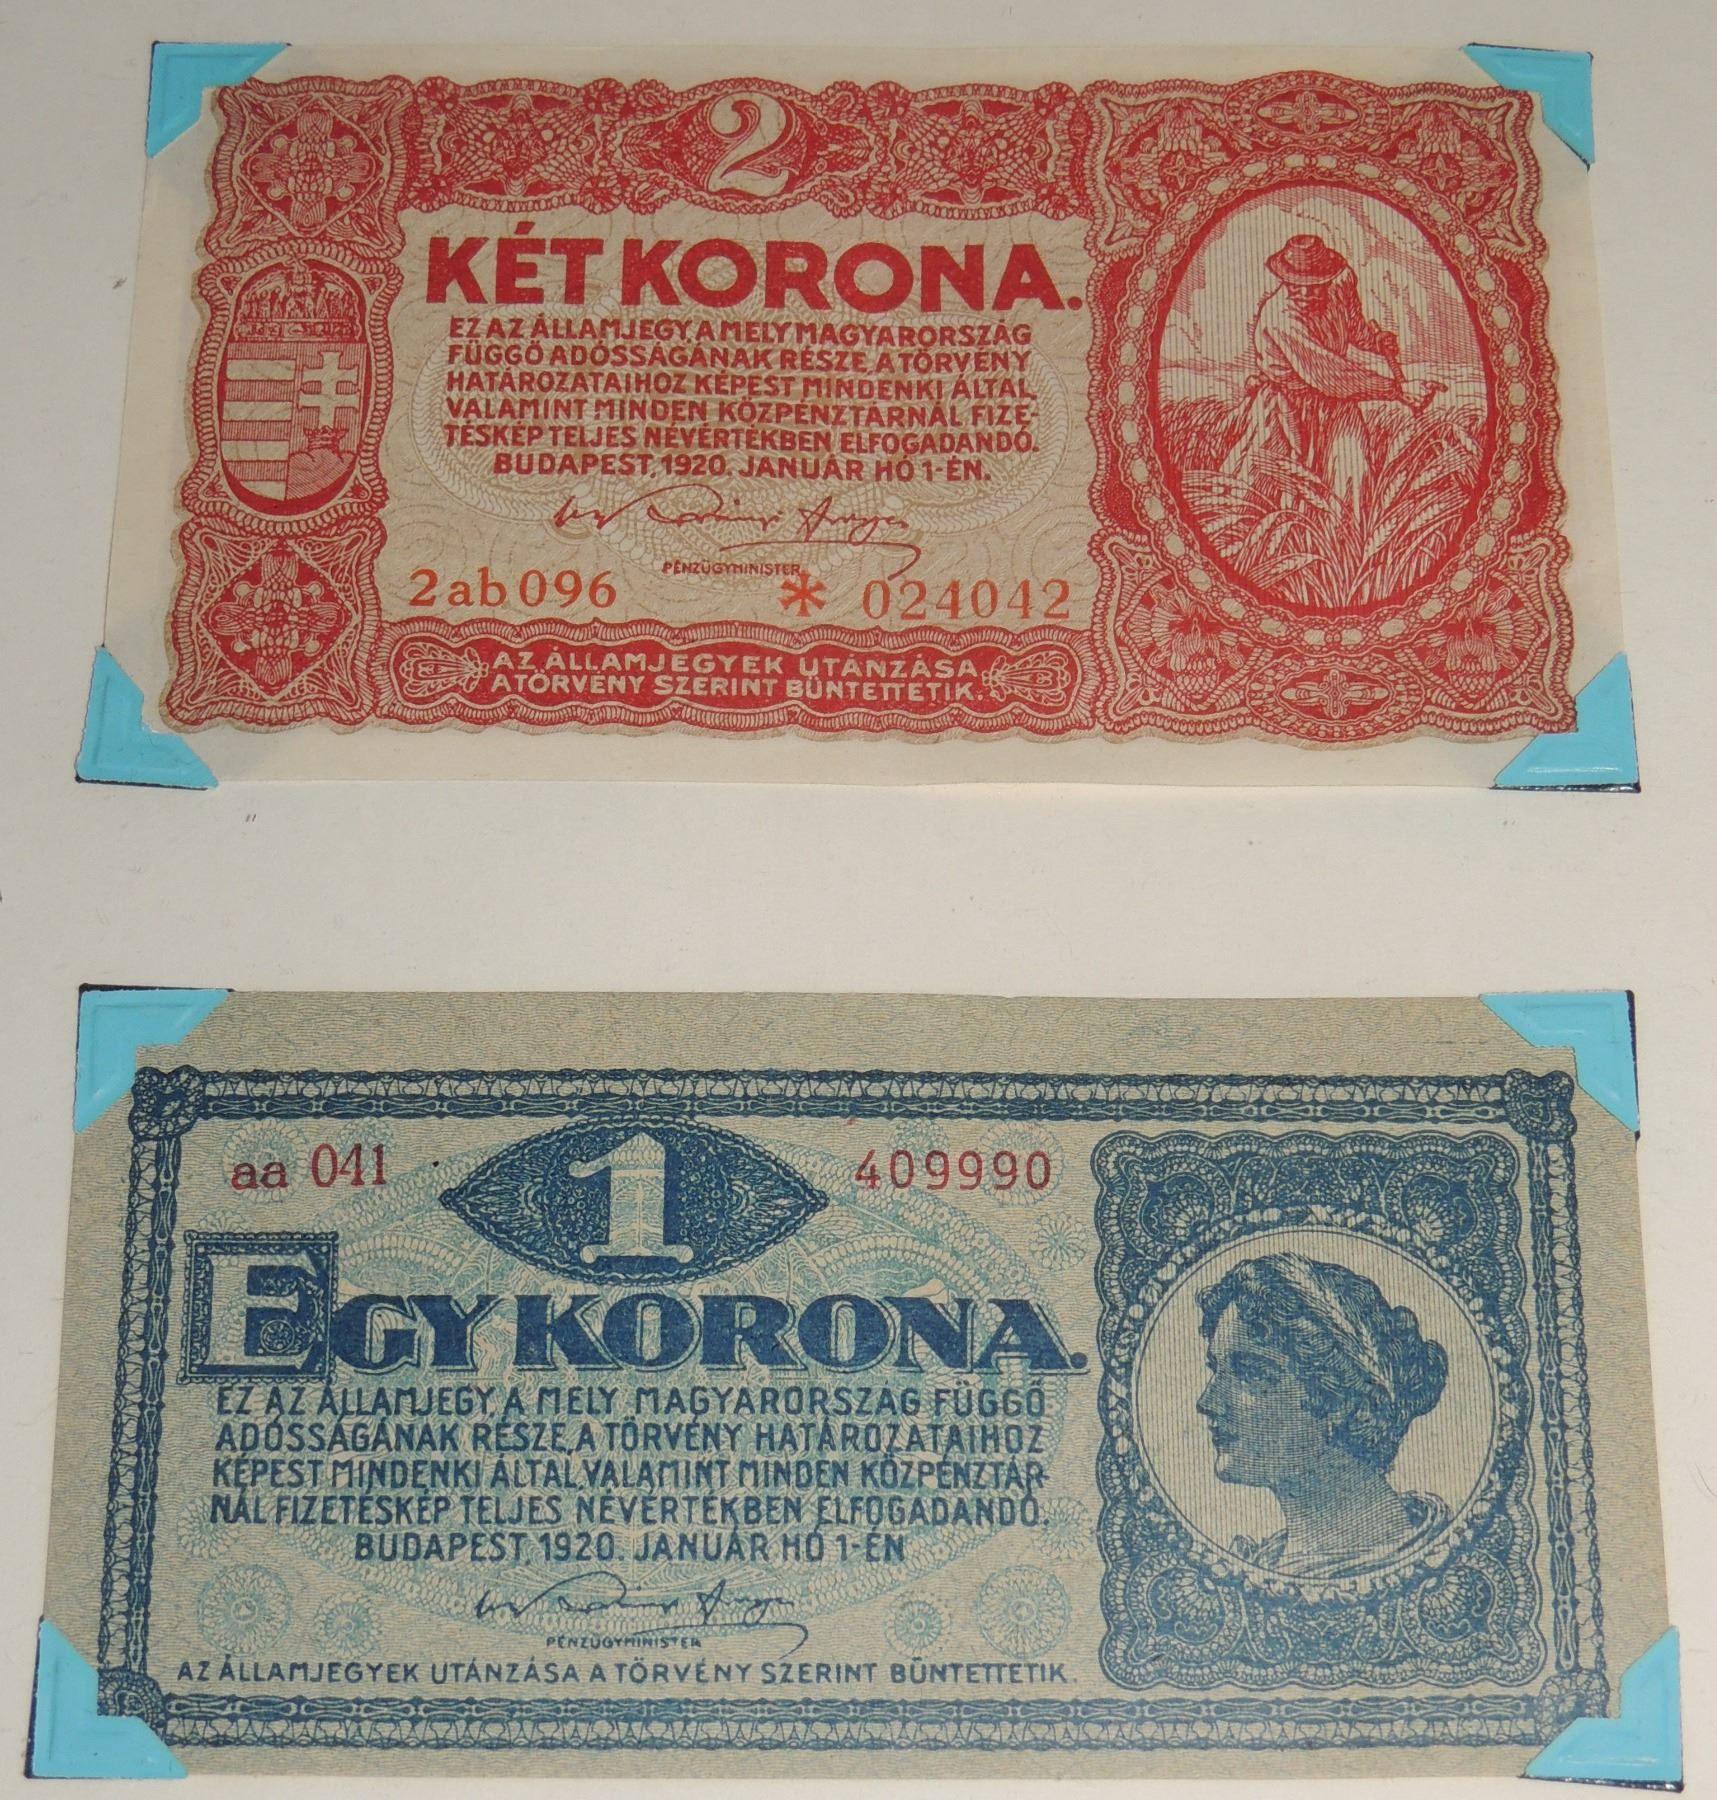 2
KÉT KORONA.
EZ AZ ÁLLAMJEGY, A MELY MAGYARORSZÁG
FÜGGŐ ADÓSSÁGÁNAK RÉSZE, A TÖRVÉNY
HATÁROZATAIHOZ KÉPEST MINDENKI ÁLTAL,
VALAMINT MINDEN KÖZPÉNZTÁRNÁL FIZE-
TÉSKÉP TELJES NÉVÉRTÉKBEN ELFOGADANDÓ.
BUDAPEST, 1920. JANUÁR HÓ 1-ÉN.
PÉNZÜGYMINISTER.
2ab096 * 024042
AZ ÁLLAMJEGYEK UTÁNZÁSA
A TÖRVÉNY SZERINT BÜNTETTETIK.
aa 041 1 409990
EGY KORONA.
EZ AZ ÁLLAMJEGY, A MELY MAGYARORSZÁG FÜGGŐ
ADÓSSÁGÁNAK RÉSZE, A TÖRVÉNY HATÁROZATAIHOZ
KÉPEST MINDENKI ÁLTAL, VALAMINT MINDEN KÖZPÉNZTÁR-
NÁL FIZETÉSKÉP TELJES NÉVÉRTÉKBEN ELFOGADANDÓ.
BUDAPEST, 1920. JANUÁR HÓ 1-ÉN
PÉNZÜGYMINISTER
AZ ÁLLAMJEGYEK UTÁNZÁSA A TÖRVÉNY SZERINT BÜNTETTETIK.